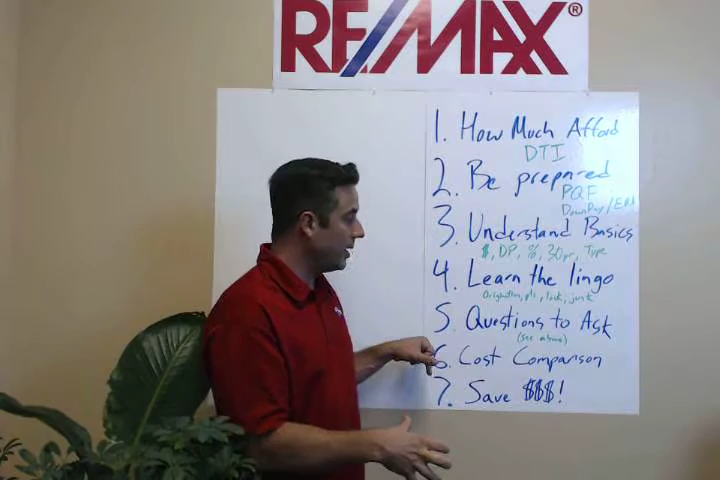 RE/MAX®
1. How Much Afford
DTI
2. Be prepared
PQF
DownPay/EM
3. Understand Basics
$, DP, %, 30yr, Type
4. Learn the lingo
Origination, pts, lock, junk
5. Questions to Ask
(see above)
6. Cost Comparison
7. Save $$$!